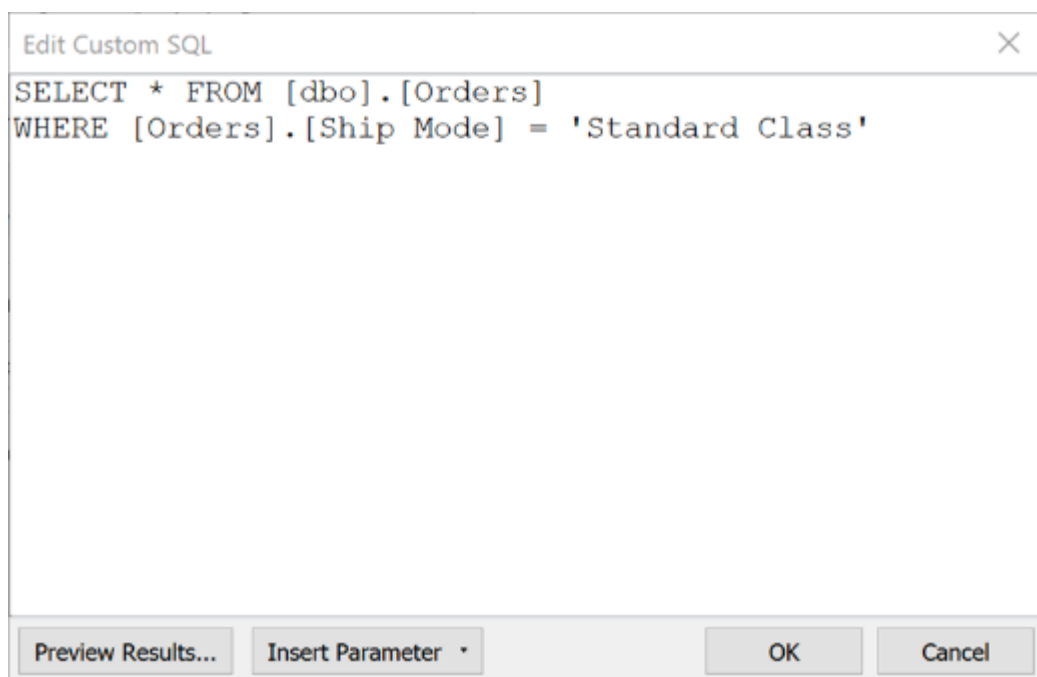 Edit Custom SQL
SELECT * FROM [dbo].[Orders]
WHERE [Orders].[Ship Mode] = 'Standard Class'
Preview Results... Insert Parameter OK Cancel